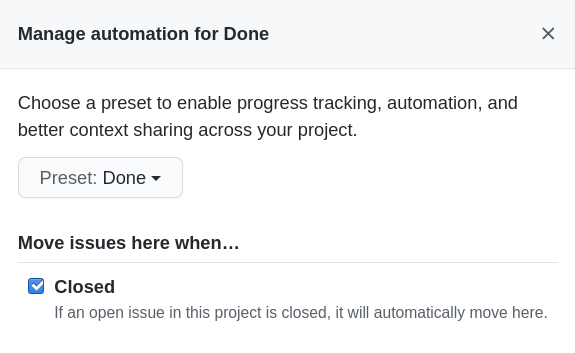 Manage automation for Done
Choose a preset to enable progress tracking, automation, and
better context sharing across your project.
Preset: Done
Move issues here when…
Closed
If an open issue in this project is closed, it will automatically move here.